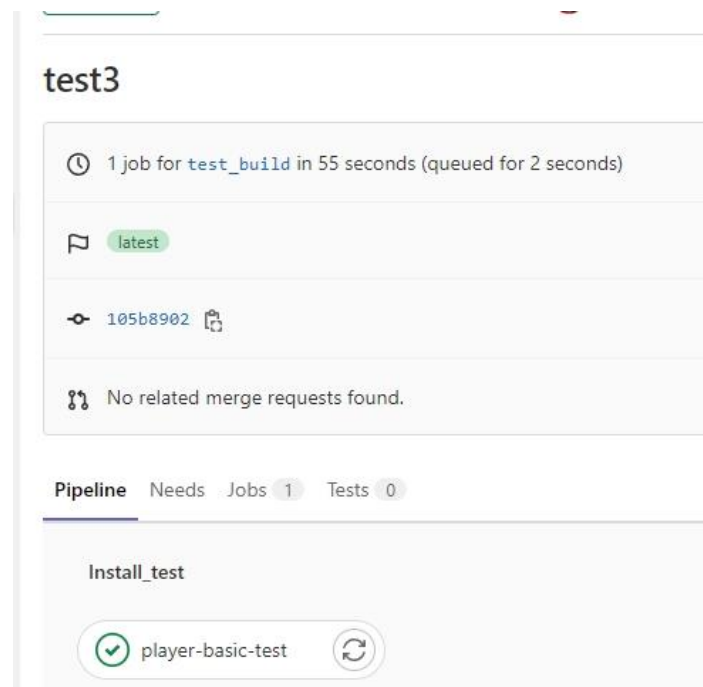 test3
1 job for test_build in 55 seconds (queued for 2 seconds)
latest
105b8902
No related merge requests found.
Pipeline Needs Jobs 1 Tests 0
Install_test
player-basic-test